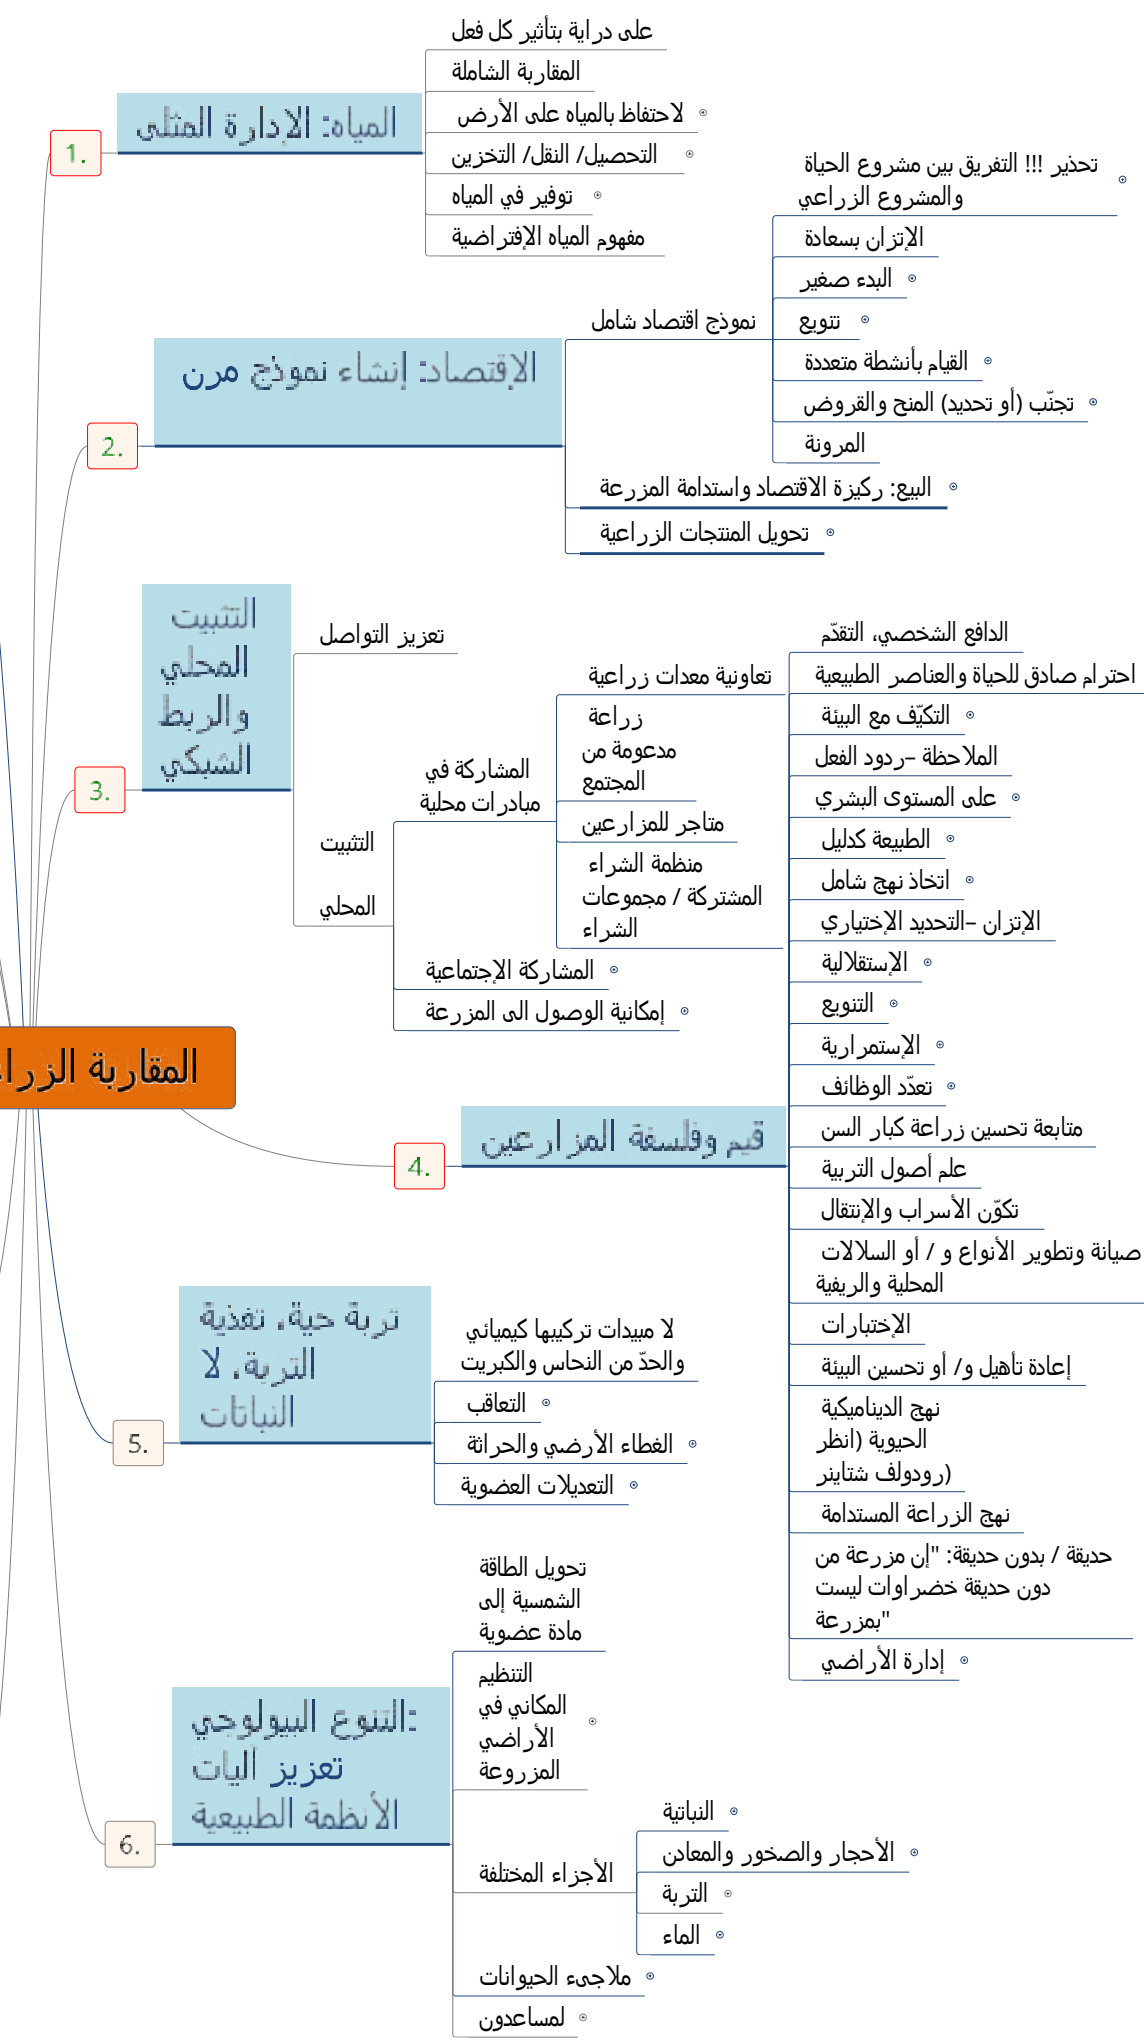 على دراية بتأثير كل فعل
المقاربة الشاملة
لاحتفاظ بالمياه على الأرض
التحصيل/ النقل/ التخزين
توفير في المياه
مفهوم المياه الإفتراضية
المياه: الإدارة المثلى
1.
تحذير !!! التفريق بين مشروع الحياة
والمشروع الزراعي
الإتزان بسعادة
البدء صغير
تنويع
القيام بأنشطة متعددة
تجنّب (أو تحديد) المنح والقروض
المرونة
نموذج اقتصاد شامل
البيع: ركيزة الاقتصاد واستدامة المزرعة
تحويل المنتجات الزراعية
الإقتصاد: إنشاء نموذج مرن
2.
التثبيت
المحلي
والربط
الشبكي
3.
تعزيز التواصل
التثبيت
المحلي
المشاركة في
مبادرات محلية
تعاونية معدات زراعية
زراعة
مدعومة من
المجتمع
متاجر للمزارعين
منظمة الشراء
المشتركة / مجموعات
الشراء
المشاركة الإجتماعية
إمكانية الوصول الى المزرعة
المقاربة الزرا
4.
قيم وفلسفة المزارعين
الدافع الشخصي، التقدّم
احترام صادق للحياة والعناصر الطبيعية
التكيّف مع البيئة
الملاحظة –ردود الفعل
على المستوى البشري
الطبيعة كدليل
اتخاذ نهج شامل
الإتزان –التحديد الإختياري
الإستقلالية
التنويع
الإستمرارية
تعدّد الوظائف
متابعة تحسين زراعة كبار السن
علم أصول التربية
تكوّن الأسراب والإنتقال
صيانة وتطوير الأنواع و / أو السلالات
المحلية والريفية
الإختبارات
إعادة تأهيل و/ أو تحسين البيئة
نهج الديناميكية
الحيوية (انظر
(رودولف شتاينر
نهج الزراعة المستدامة
حديقة / بدون حديقة: "إن مزرعة من
دون حديقة خضراوات ليست
"بمزرعة
إدارة الأراضي
5.
تربة حية، تغذية
التربة، لا
النباتات
لا مبيدات تركيبها كيميائي
والحدّ من النحاس والكبريت
التعاقب
الغطاء الأرضي والحراثة
التعديلات العضوية
6.
:التنوع البيولوجي
تعزيز آليات
الأنظمة الطبيعية
تحويل الطاقة
الشمسية إلى
مادة عضوية
التنظيم
المكاني في
الأراضي
المزروعة
الأجزاء المختلفة
النباتية
الأحجار والصخور والمعادن
التربة
الماء
ملاجىء الحيوانات
لمساعدون